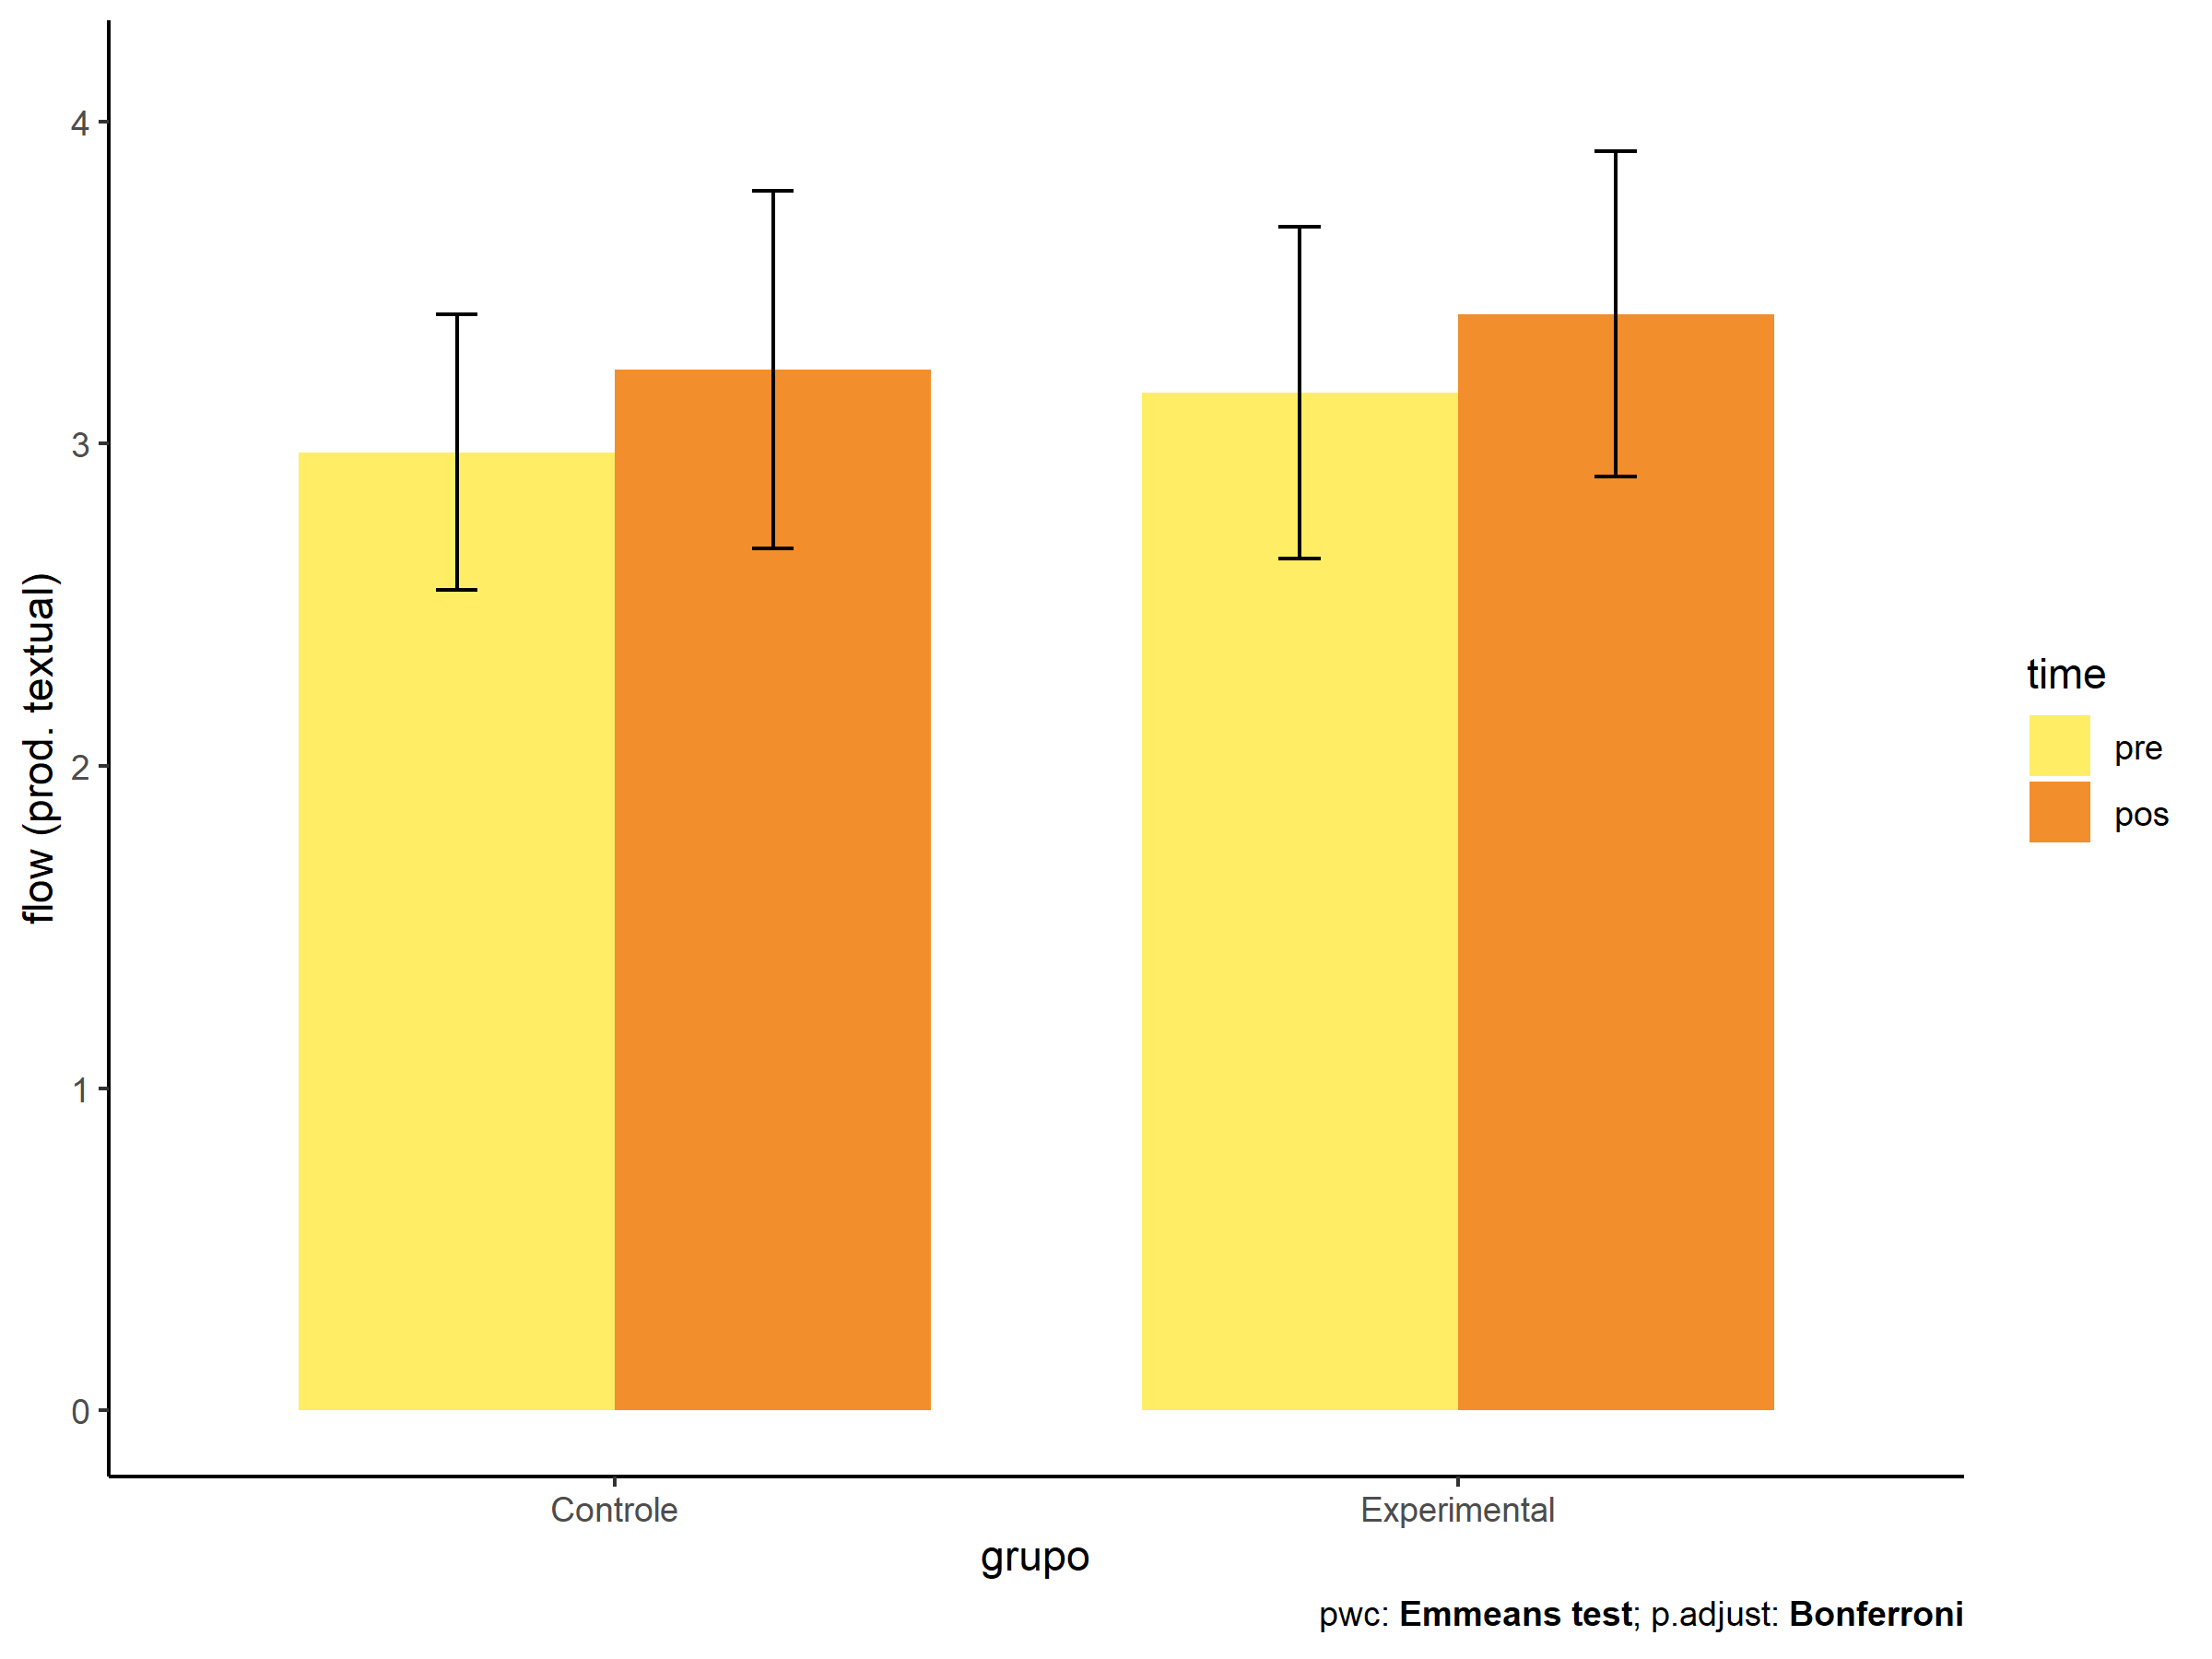 4
3
2
1
0
flow (prod. textual)
Controle
Experimental
grupo
time
pre
pos
pwc: Emmeans test; p.adjust: Bonferroni